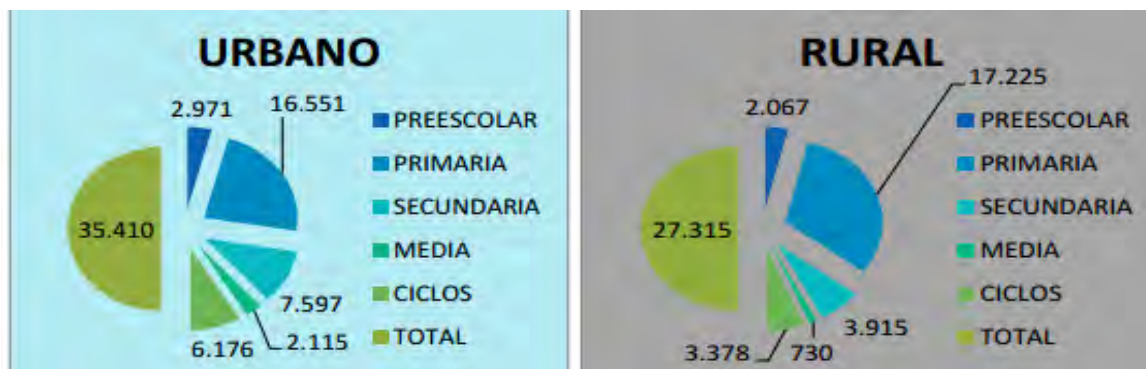 URBANO
2.971
16.551
PREESCOLAR
PRIMARIA
SECUNDARIA
MEDIA
CICLOS
TOTAL
35.410
7.597
2.115
6.176
RURAL
2.067
17.225
PREESCOLAR
PRIMARIA
SECUNDARIA
MEDIA
CICLOS
TOTAL
27.315
3.915
730
3.378